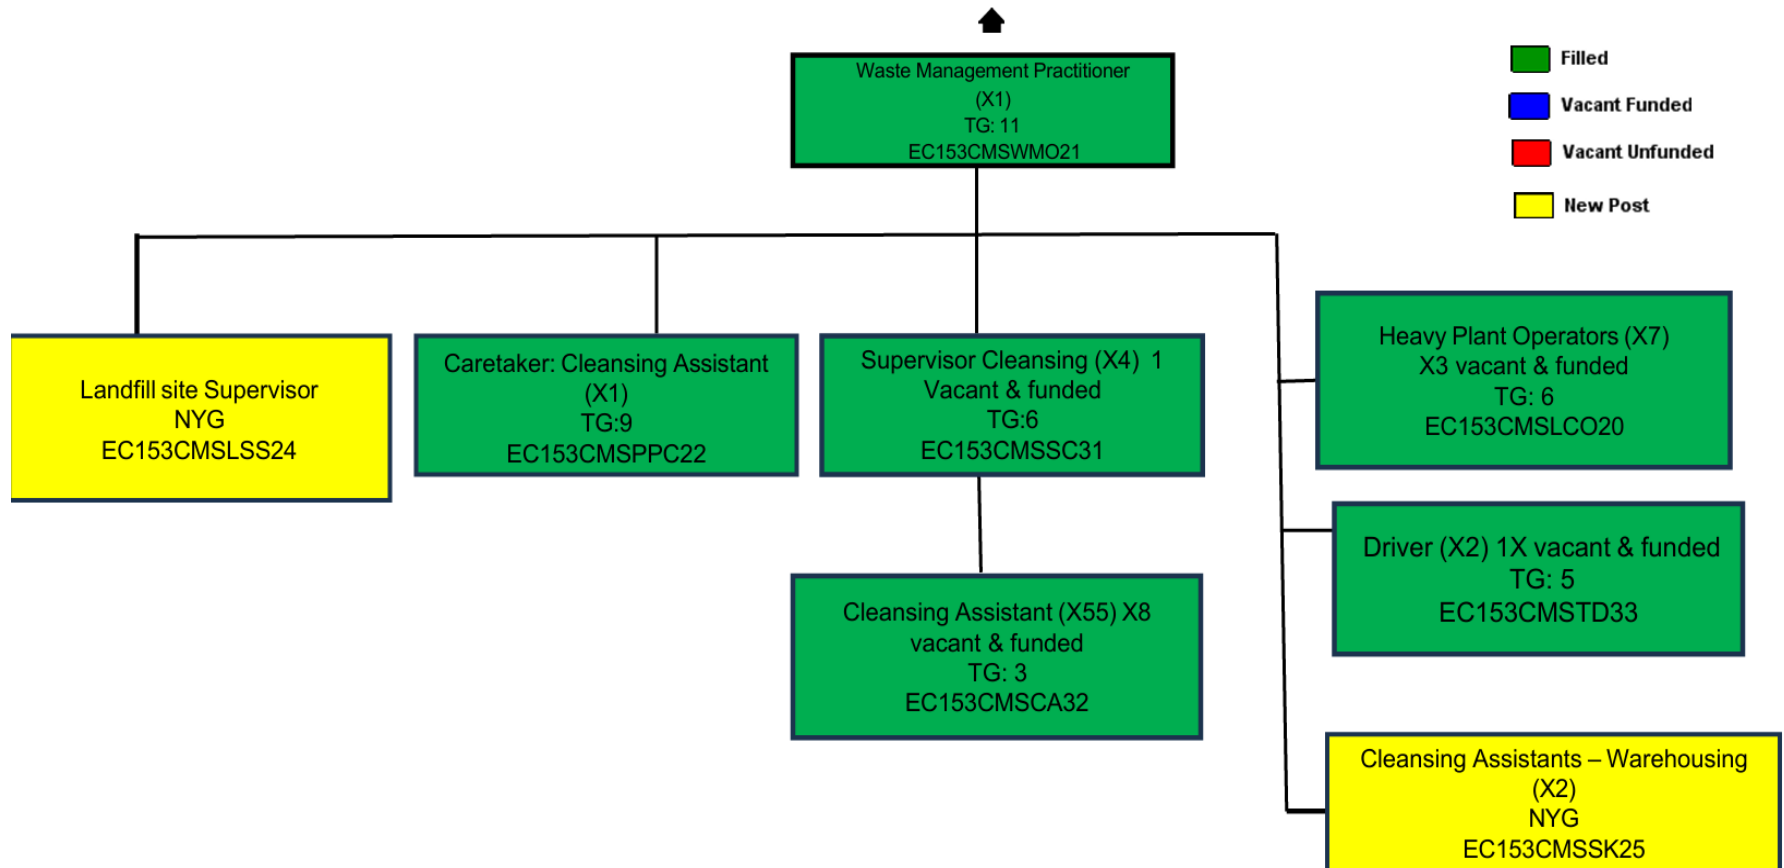 Waste Management Practitioner
(X1)
TG: 11
EC153CMSWMO21
Filled
Vacant Funded
Vacant Unfunded
New Post
Landfill site Supervisor
NYG
EC153CMSLSS24
Caretaker: Cleansing Assistant
(X1)
TG:9
EC153CMSPPC22
Supervisor Cleansing (X4) 1
Vacant & funded
TG:6
EC153CMSSC31
Heavy Plant Operators (X7)
X3 vacant & funded
TG: 6
EC153CMSLCO20
Cleansing Assistant (X55) X8
vacant & funded
TG: 3
EC153CMSCA32
Driver (X2) 1X vacant & funded
TG: 5
EC153CMSTD33
Cleansing Assistants – Warehousing
(X2)
NYG
EC153CMSSK25